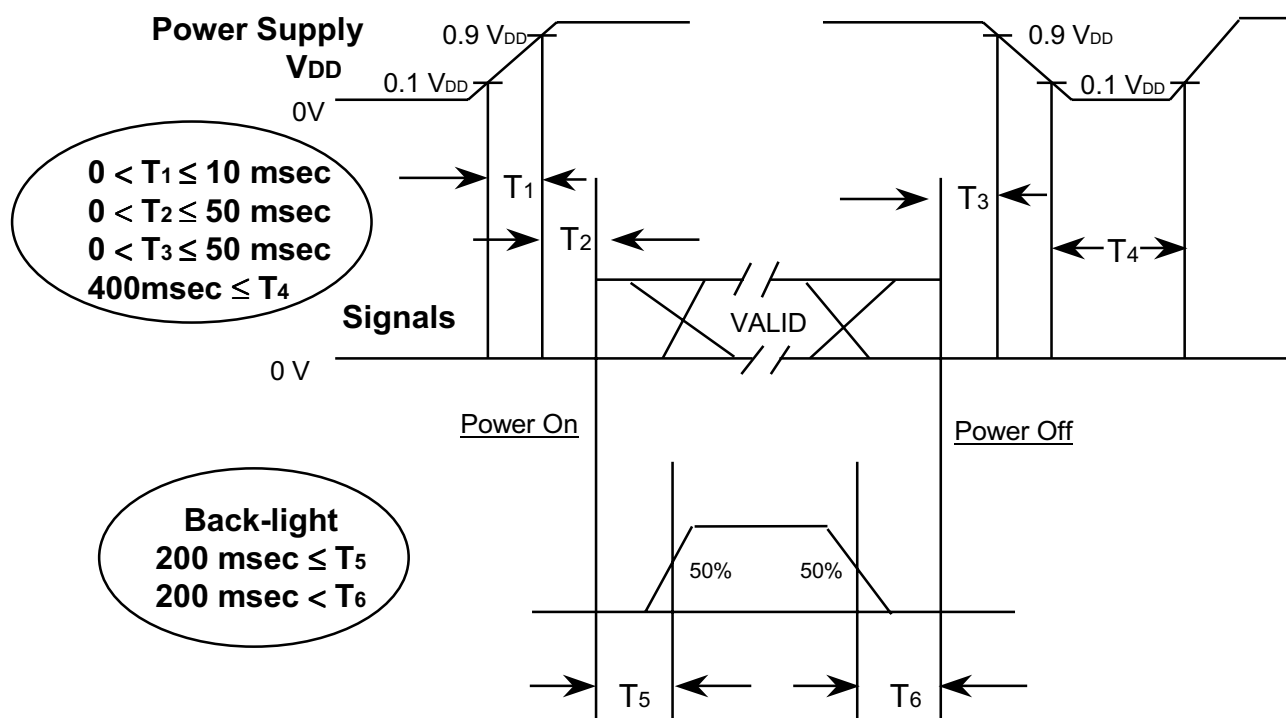 Power Supply
VDD
0.9 VDD
0.1 VDD
0V
0.9 VDD
0.1 VDD
0 < T1 ≤ 10 msec
0 < T2 ≤ 50 msec
0 < T3 ≤ 50 msec
400msec ≤ T4
T1
T2
T3
T4
Signals
VALID
0 V
Power On
Power Off
Back-light
200 msec ≤ T5
200 msec < T6
50%
50%
T5
T6